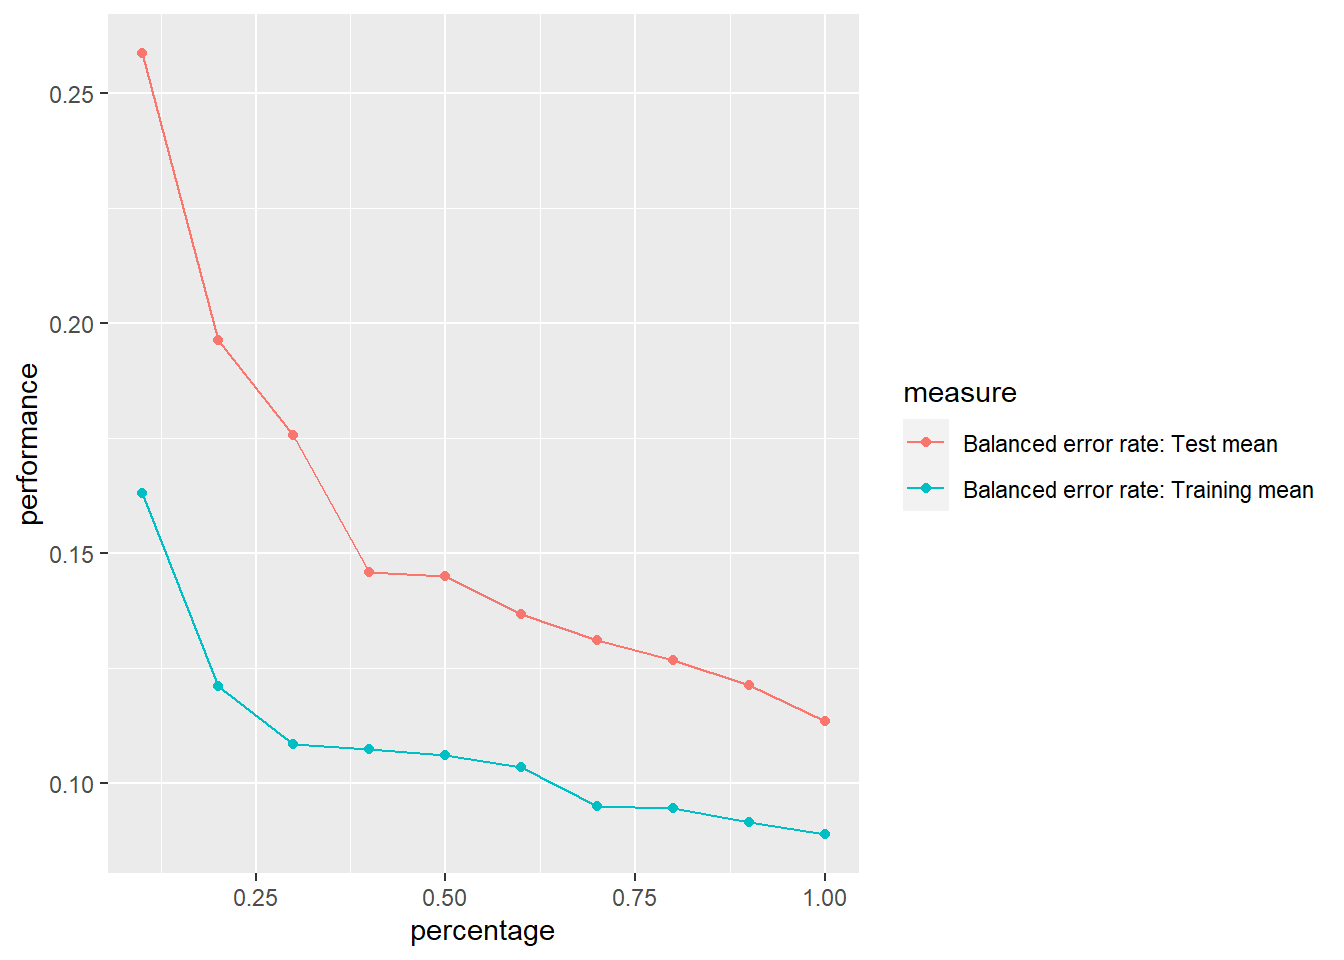 0.25
0.20
0.15
0.10
performance
0.25 0.50 0.75 1.00
percentage
measure
Balanced error rate: Test mean
Balanced error rate: Training mean